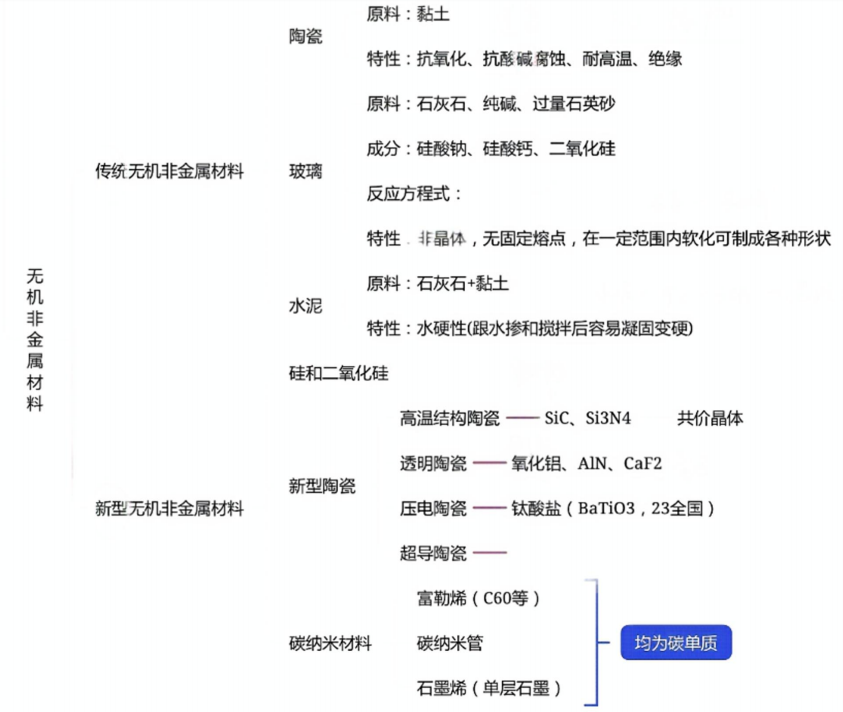 无机非金属材料
传统无机非金属材料
陶瓷
原料：黏土
特性：抗氧化、抗酸碱腐蚀、耐高温、绝缘
玻璃
原料：石灰石、纯碱、过量石英砂
成分：硅酸钠、硅酸钙、二氧化硅
反应方程式：
特性．非晶体，无固定熔点，在一定范围内软化可制成各种形状
水泥
原料：石灰石+黏土
特性：水硬性(跟水掺和搅拌后容易凝固变硬)
新型无机非金属材料
硅和二氧化硅
新型陶瓷
高温结构陶瓷 —— SiC、Si3N4 共价晶体
透明陶瓷 —— 氧化铝、AlN、CaF2
压电陶瓷 —— 钛酸盐（BaTiO3，23全国）
超导陶瓷 ——
碳纳米材料
富勒烯（C60等）
碳纳米管
石墨烯（单层石墨）
均为碳单质